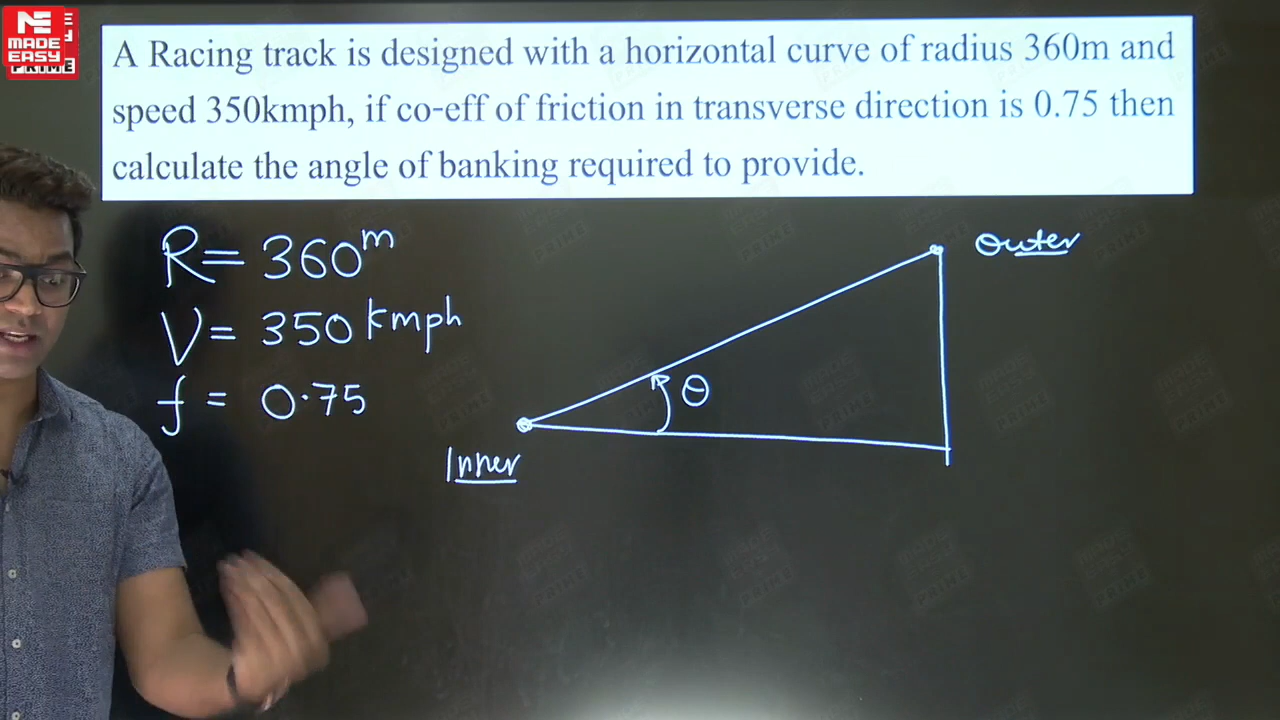 MADE
EASY
PRIME
A Racing track is designed with a horizontal curve of radius 360m and
speed 350kmph, if co-eff of friction in transverse direction is 0.75 then
calculate the angle of banking required to provide.
R = 360m
V = 350 kmph
f = 0.75
Outer
θ
Inner